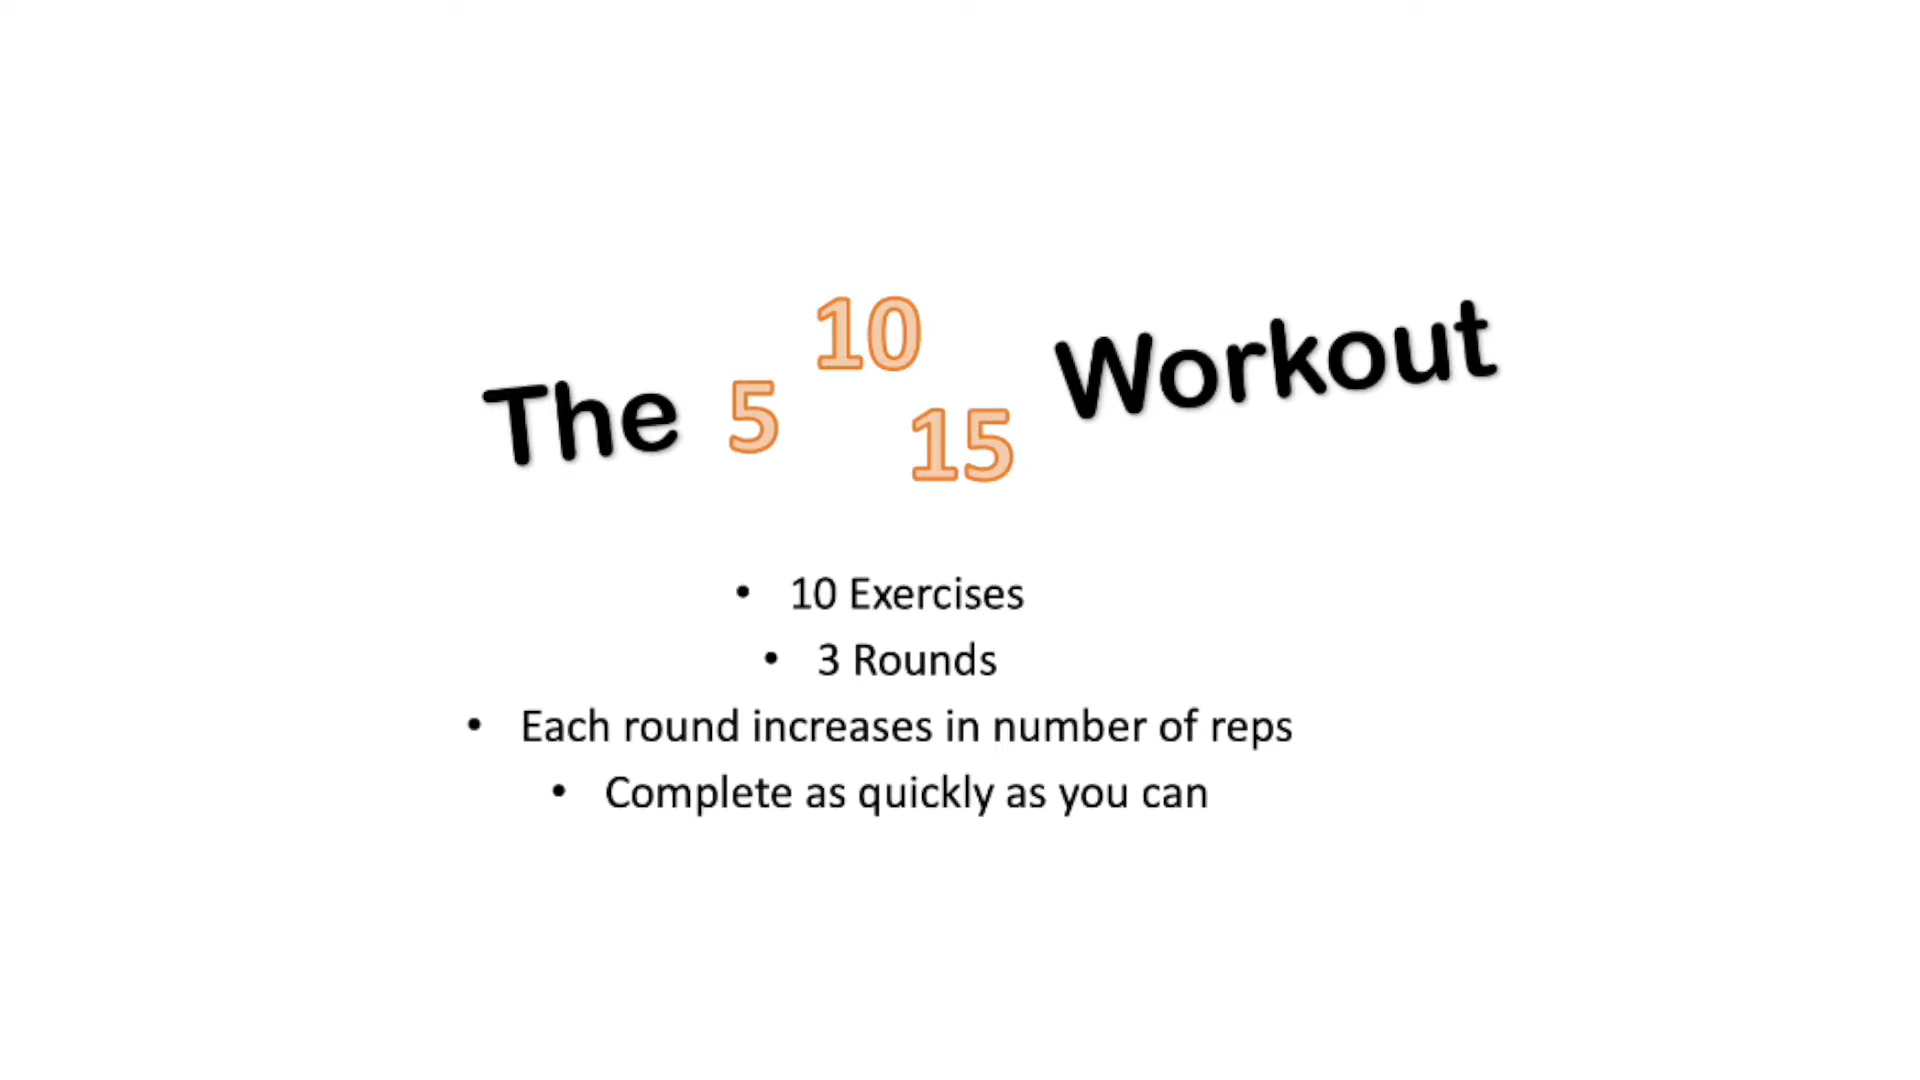 The 5 10 15 Workout
• 10 Exercises
• 3 Rounds
• Each round increases in number of reps
• Complete as quickly as you can